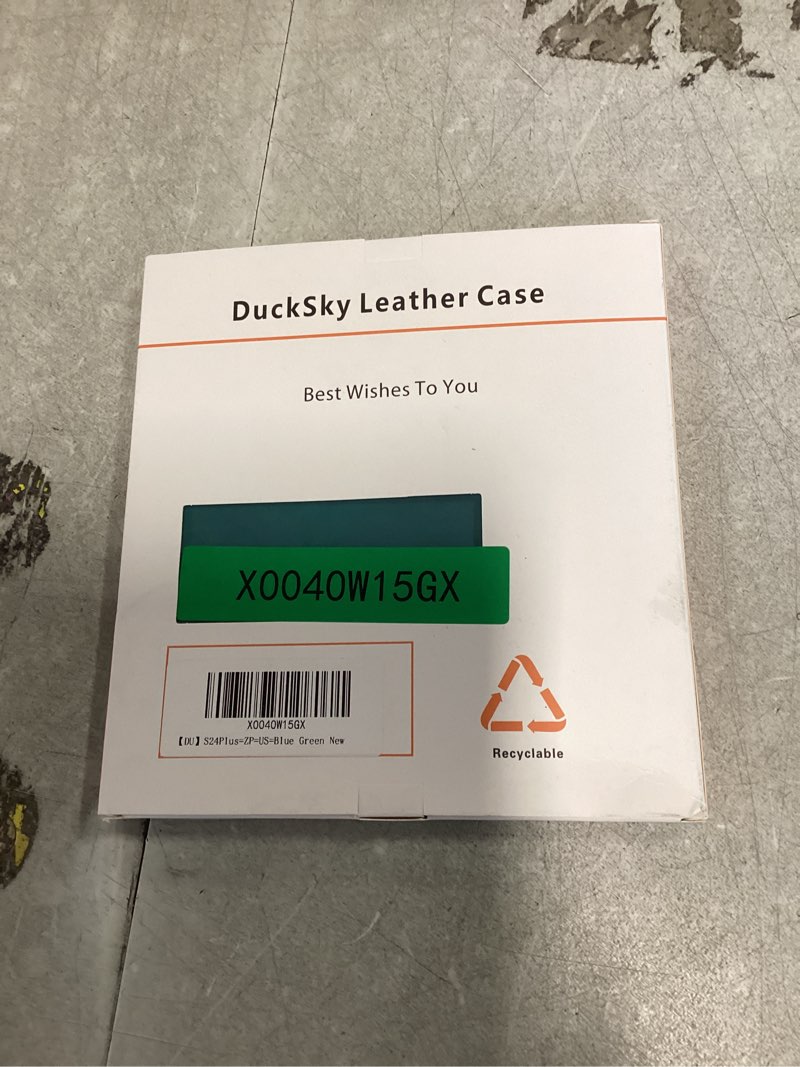 DuckSky Leather Case
Best Wishes To You
X0040W15GX
X0040W15GX
【DU】S24Plus=ZP=US=Blue Green New
Recyclable